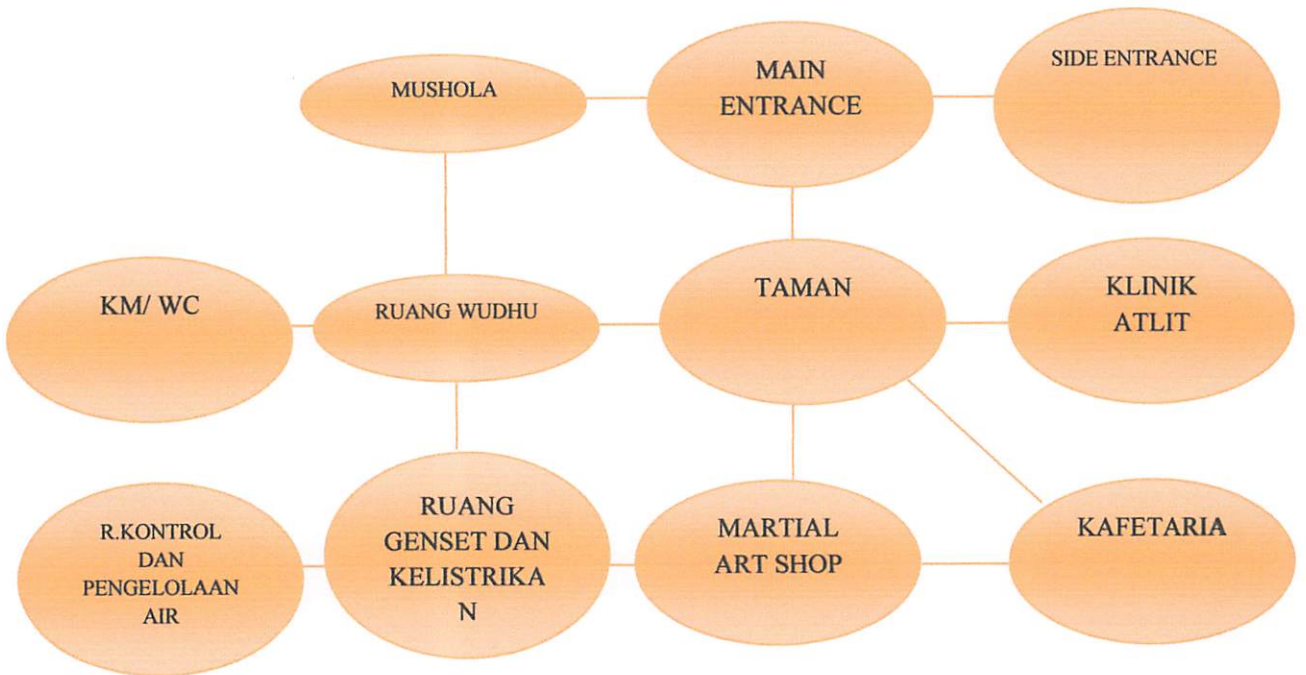 MUSHOLA
MAIN
ENTRANCE
SIDE ENTRANCE
KM/ WC
RUANG WUDHU
TAMAN
KLINIK
ATLIT
R.KONTROL
DAN
PENGELOLAAN
AIR
RUANG
GENSET DAN
KELISTRIKA
N
MARTIAL
ART SHOP
KAFETARIA